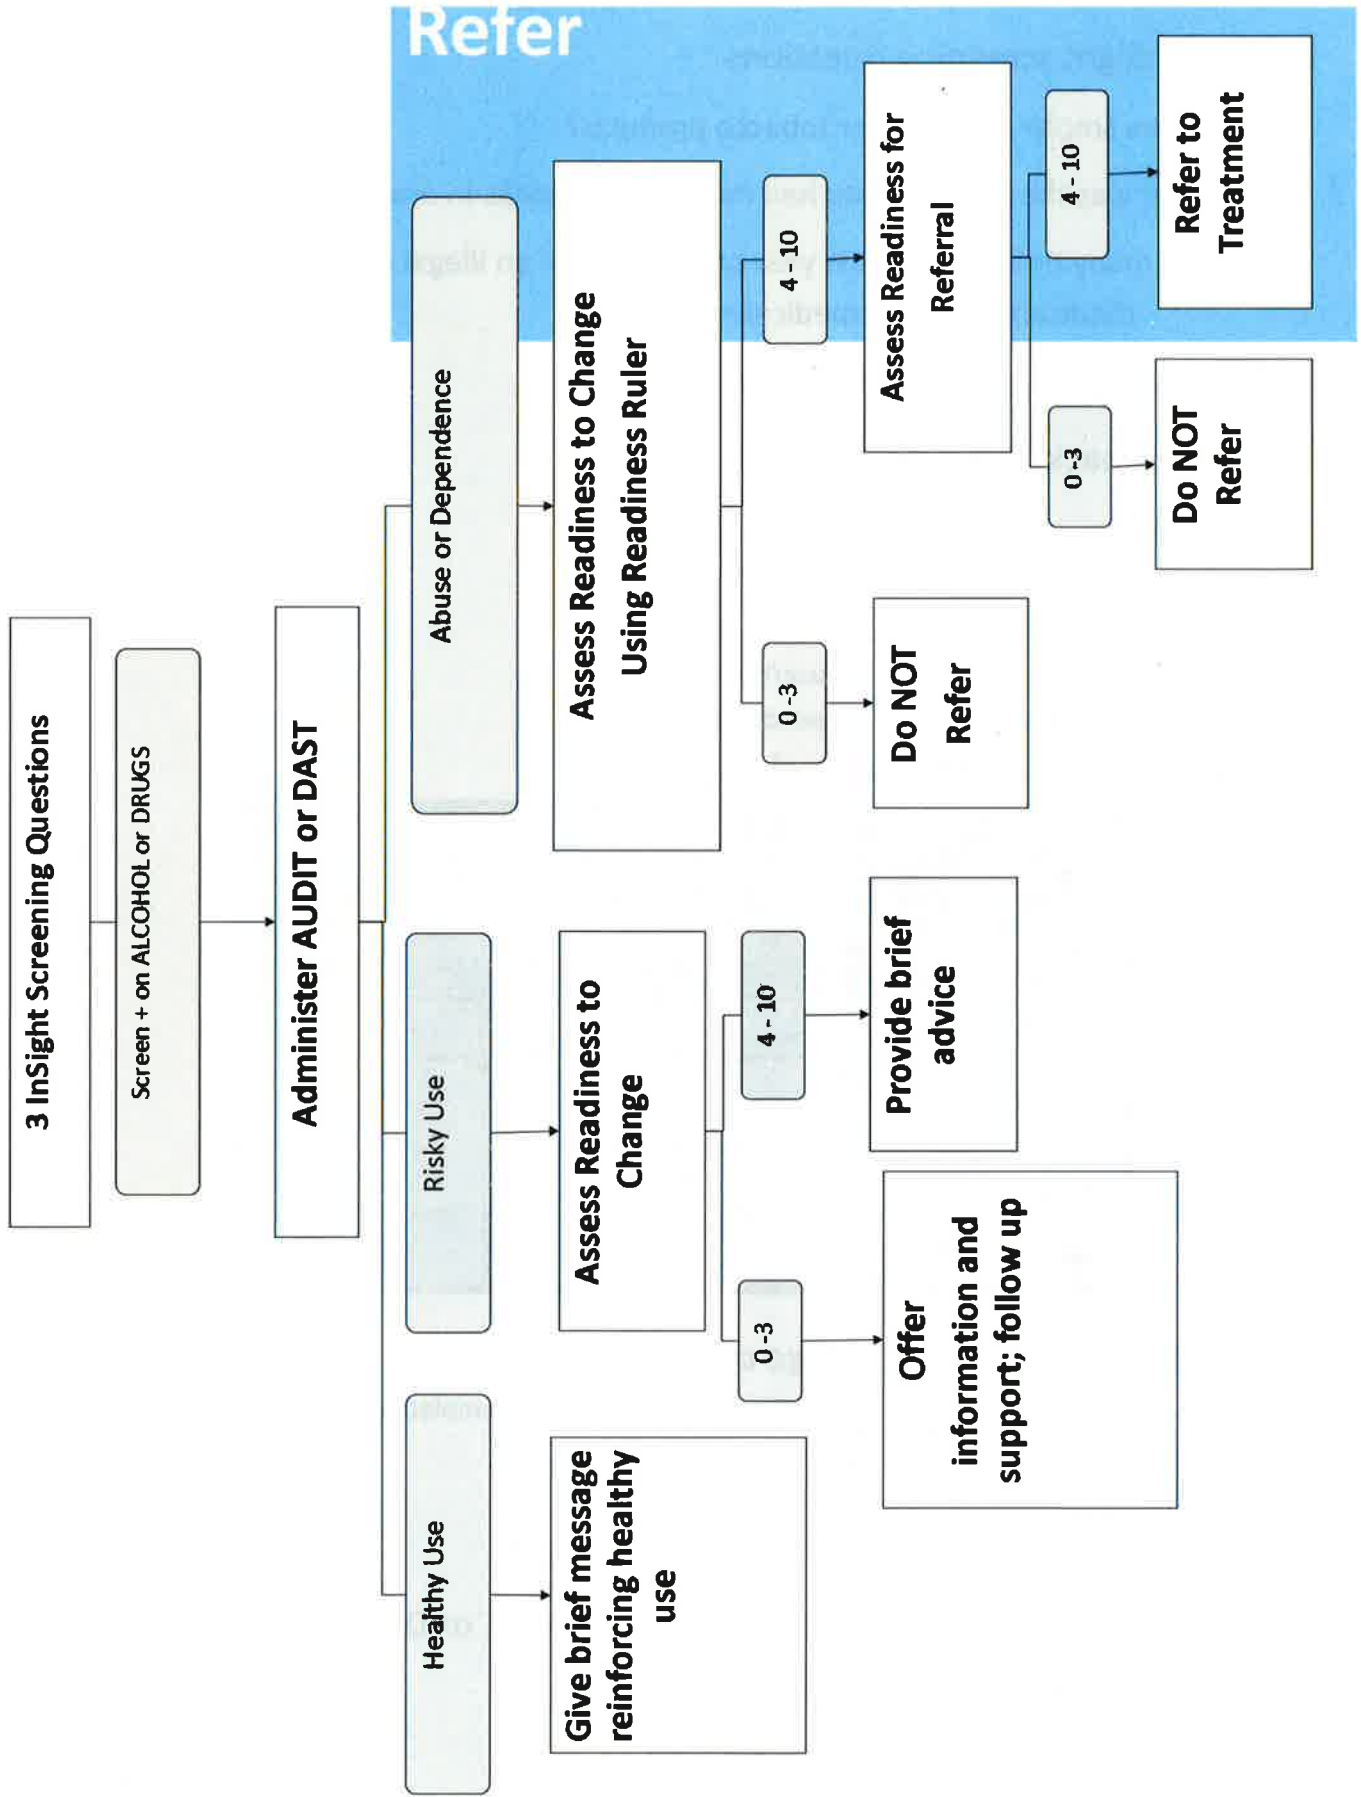 Refer
3 InSight Screening Questions
Screen + on ALCOHOL or DRUGS
Administer AUDIT or DAST
Healthy Use
Risky Use
Abuse or Dependence
Give brief message
reinforcing healthy
use
Assess Readiness to
Change
Assess Readiness to Change
Using Readiness Ruler
0 -3
4 - 10
0 -3
4 - 10
Offer
information and
support; follow up
Provide brief
advice
Do NOT
Refer
Assess Readiness for
Referral
0 -3
4 - 10
Do NOT
Refer
Refer to
Treatment